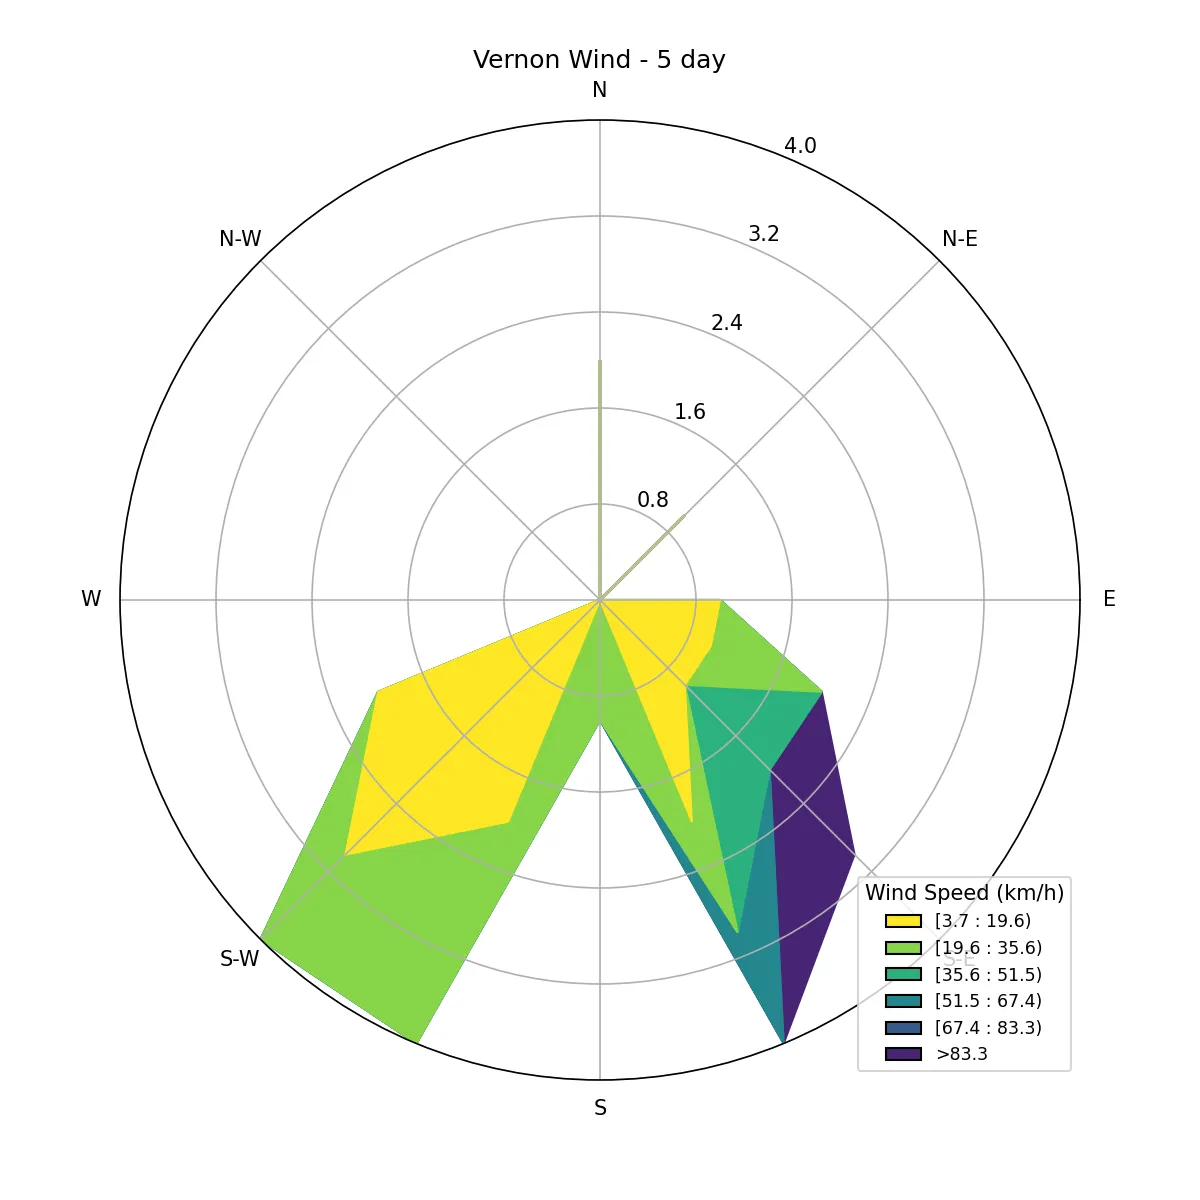 Vernon Wind - 5 day
N
4.0
3.2
N-W
N-E
2.4
1.6
0.8
W
E
Wind Speed (km/h)
[3.7 : 19.6)
[19.6 : 35.6)
S-W
S-E
[35.6 : 51.5)
[51.5 : 67.4)
[67.4 : 83.3)
>83.3
S